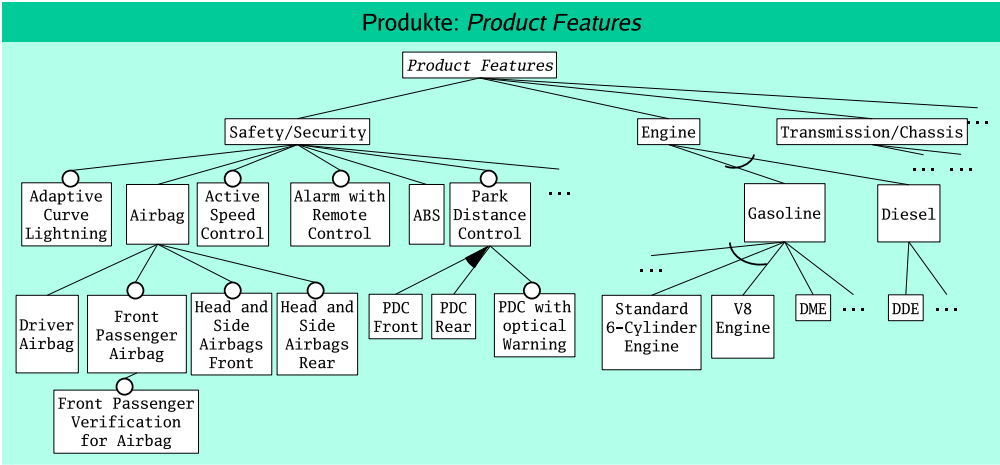 Produkte: Product Features
Product Features
Safety/Security
Engine
Transmission/Chassis
...
Adaptive
Curve
Lightning
Airbag
Active
Speed
Control
Alarm with
Remote
Control
ABS
Park
Distance
Control
...
Gasoline
Diesel
... ...
Driver
Airbag
Front
Passenger
Airbag
Head and
Side
Airbags
Front
Head and
Side
Airbags
Rear
PDC
Front
PDC
Rear
PDC with
optical
Warning
...
Standard
6-Cylinder
Engine
V8
Engine
DME
...
DDE
...
Front Passenger
Verification
for Airbag